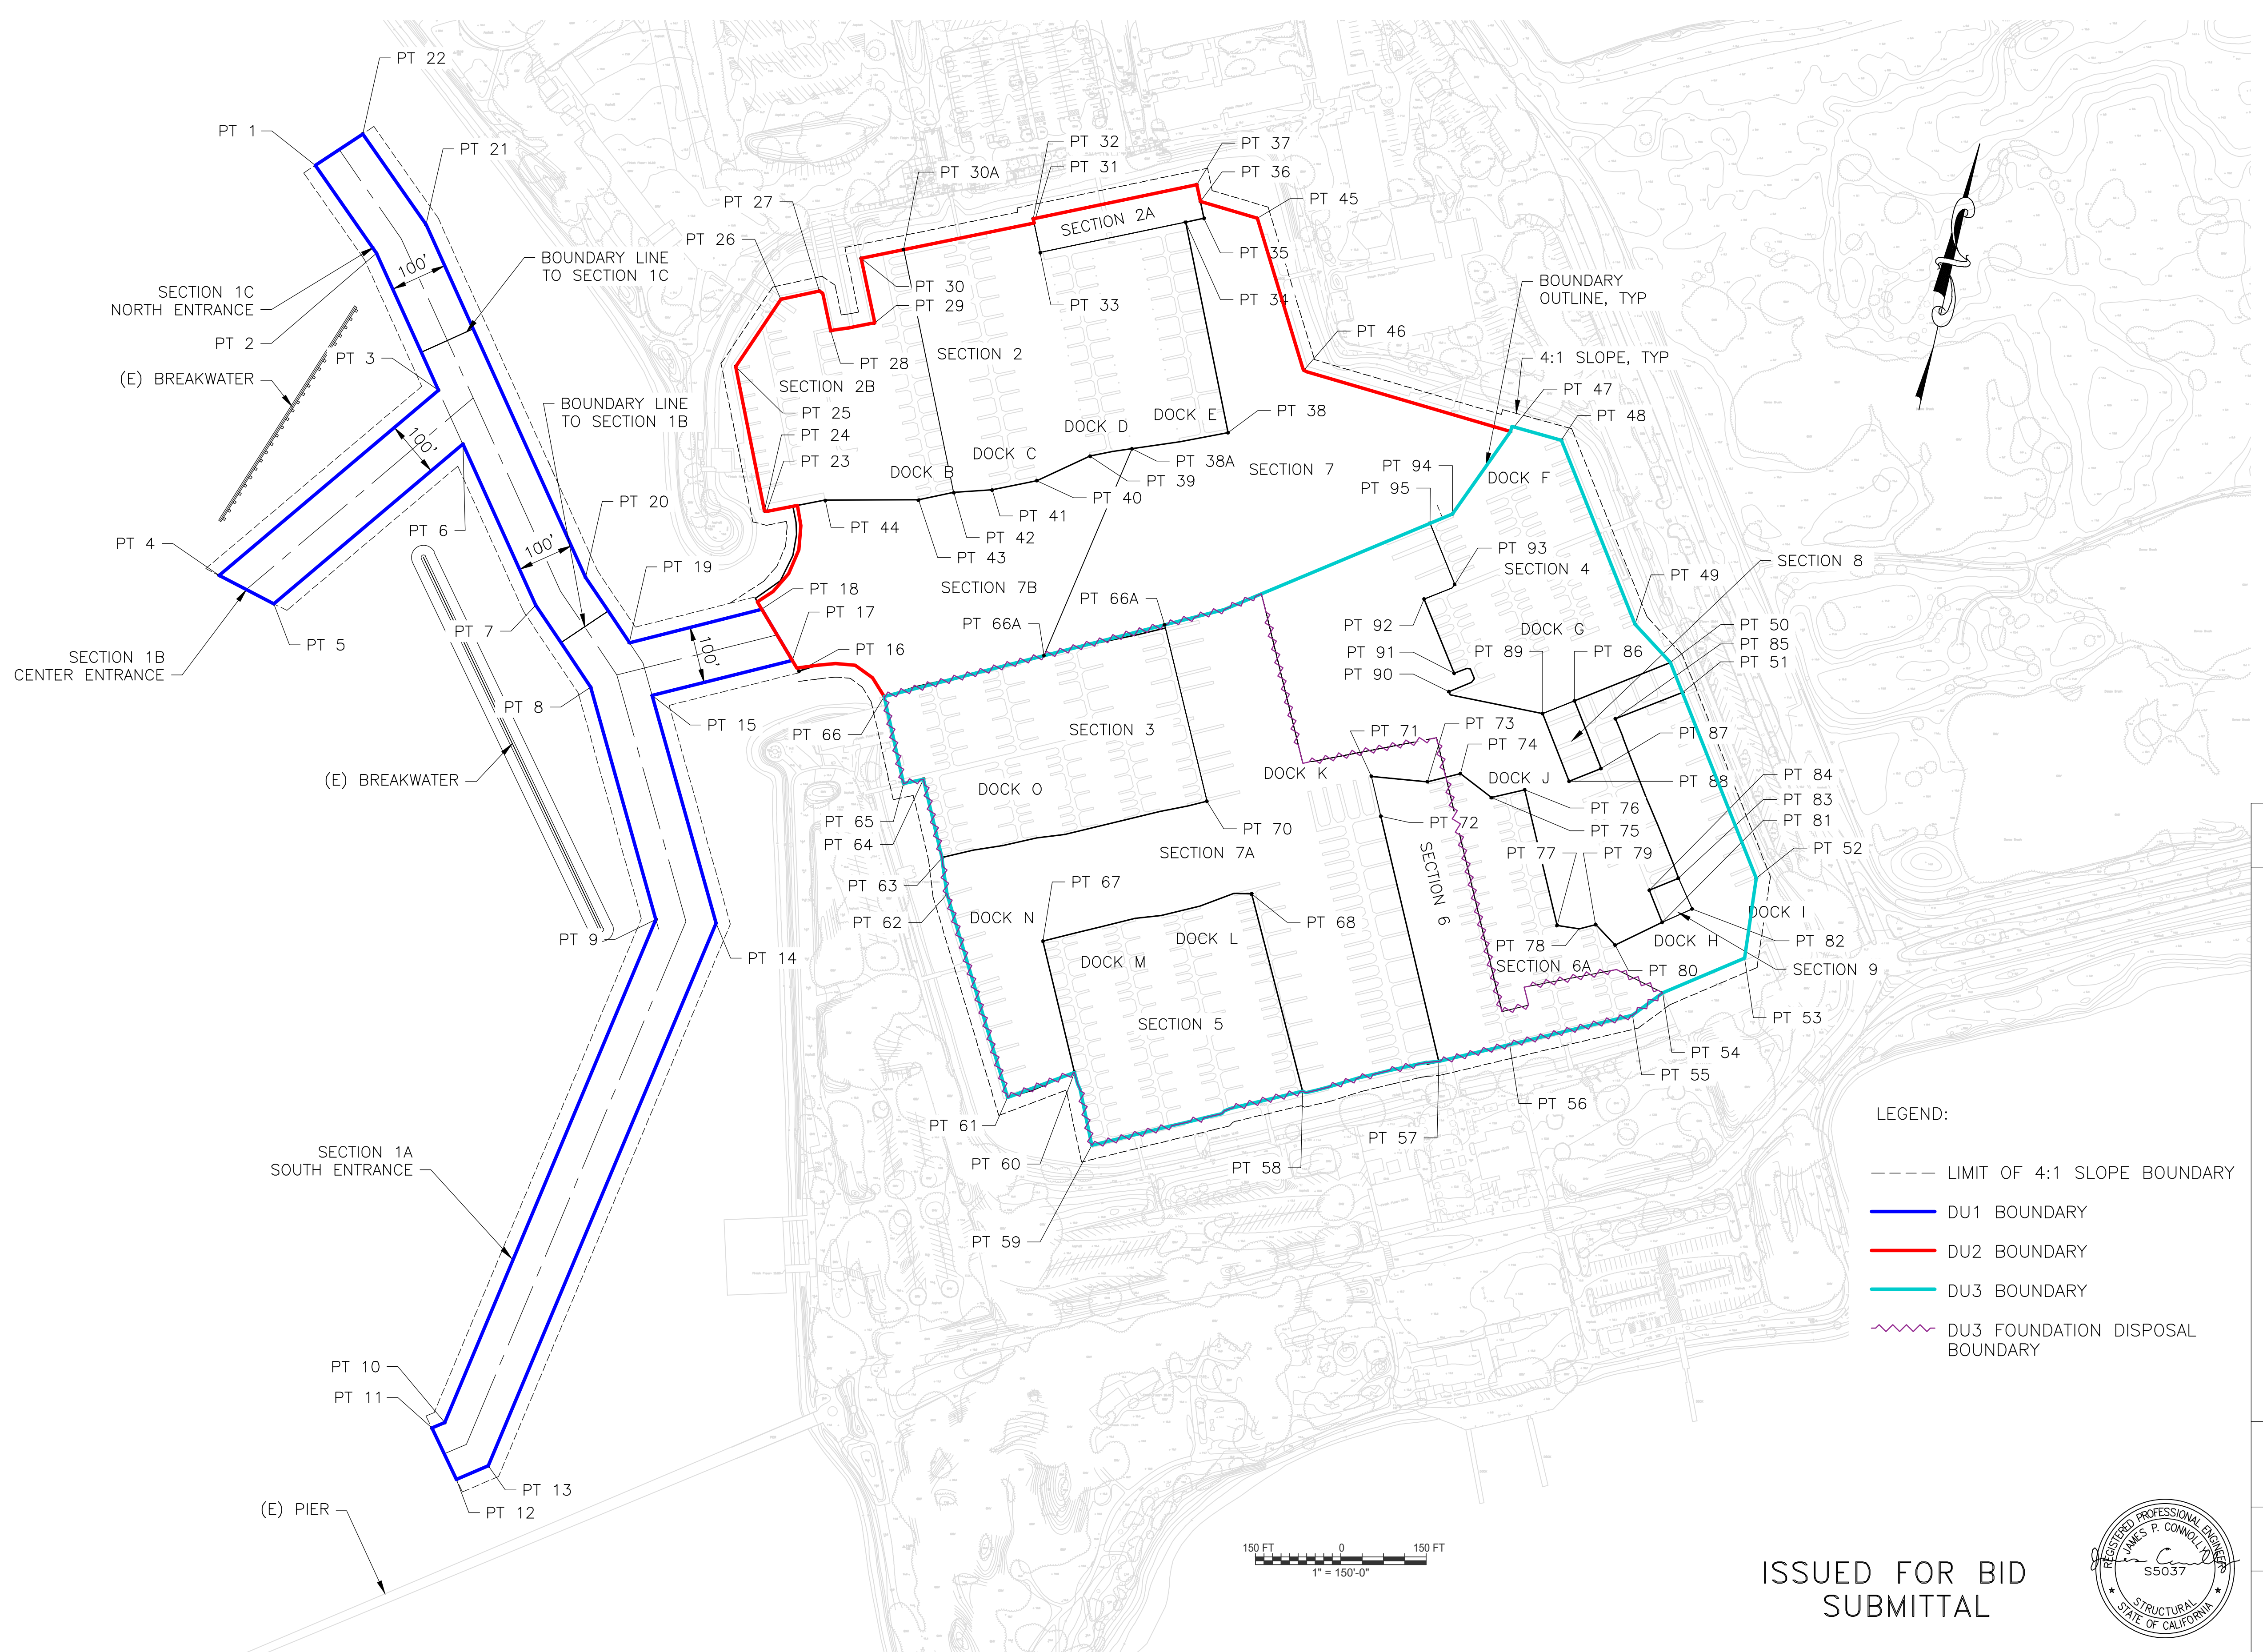 PT 22
PT 1
PT 21
PT 32
PT 31
PT 37
PT 36
PT 30A
PT 27
PT 45
SECTION 2A
PT 26
BOUNDARY LINE
TO SECTION 1C
100'
SECTION 1C
NORTH ENTRANCE
PT 35
BOUNDARY
OUTLINE, TYP
PT 30
PT 29
PT 33
PT 34
PT 2
PT 3
PT 28
SECTION 2
PT 46
4:1 SLOPE, TYP
(E) BREAKWATER
SECTION 2B
PT 47
BOUNDARY LINE
TO SECTION 1B
PT 25
PT 24
PT 23
DOCK E
DOCK D
PT 38
PT 48
100'
DOCK C
DOCK B
PT 38A
SECTION 7
PT 94
PT 95
DOCK F
PT 39
PT 40
PT 20
PT 41
PT 44
PT 42
PT 43
PT 6
PT 4
100'
PT 19
PT 93
SECTION 4
SECTION 8
PT 49
SECTION 7B
PT 18
PT 17
PT 66A
PT 66A
PT 92
DOCK G
PT 50
PT 85
PT 51
PT 7
PT 5
100'
PT 16
PT 91
PT 89
PT 86
PT 90
SECTION 1B
CENTER ENTRANCE
PT 8
PT 15
PT 66
SECTION 3
PT 71
PT 73
PT 74
PT 87
(E) BREAKWATER
DOCK O
DOCK K
DOCK J
PT 88
PT 84
PT 83
PT 81
PT 76
PT 75
PT 65
PT 64
PT 70
PT 72
SECTION 7A
SECTION 6
PT 77
PT 79
PT 52
PT 63
PT 67
PT 62
DOCK N
PT 68
DOCK I
PT 9
DOCK L
DOCK M
PT 78
DOCK H
PT 82
PT 14
SECTION 6A
PT 80
SECTION 9
SECTION 5
PT 53
PT 54
PT 55
PT 56
PT 61
PT 57
PT 60
PT 58
PT 59
SECTION 1A
SOUTH ENTRANCE
LEGEND:
LIMIT OF 4:1 SLOPE BOUNDARY
DU1 BOUNDARY
DU2 BOUNDARY
DU3 BOUNDARY
DU3 FOUNDATION DISPOSAL
BOUNDARY
PT 10
PT 11
PT 13
PT 12
(E) PIER
150 FT 0 150 FT
1" = 150'-0"
ISSUED FOR BID
SUBMITTAL
REGISTERED PROFESSIONAL ENGINEER
JAMES P. CONNOLLY
S5037
STRUCTURAL
STATE OF CALIFORNIA